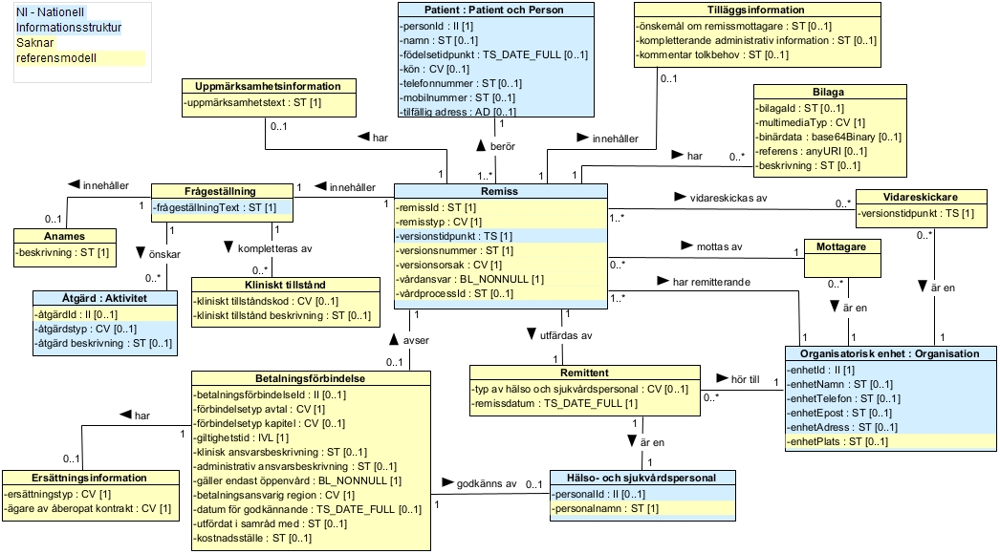 NI - Nationell
Informationsstruktur
Saknar
referensmodell
Patient : Patient och Person
-personId : II [1]
-namn : ST [0..1]
-födelsetidpunkt : TS_DATE_FULL [0..1]
-kön : CV [0..1]
-telefonnummer : ST [0..1]
-mobilnummer : ST [0..1]
-tilfällig adress : AD [0..1]
Tilläggsinformation
-önskemål om remissmottagare : ST [0..1]
-kompletterande administrativ information : ST [0..1]
-kommentar tolkbehov : ST [0..1]
Uppmärksamhetsinformation
-uppmärksamhetstext : ST [1]
Bilaga
-bilagaId : ST [0..1]
-multimediaTyp : CV [1]
-binärdata : base64Binary [0..1]
-referens : anyURI [0..1]
-beskrivning : ST [0..1]
0..1
har
1
1
berör
1..*
0..1
innehåller
1
har
0..*
1
innehåller
1
0..1
Frågeställning
-frågeställningText : ST [1]
1
innehåller
1
Remiss
-remissId : ST [1]
-remisstyp : CV [1]
-versionstidpunkt : TS [1]
-versionsnummer : ST [1]
-versionsorsak : CV [1]
-vårdansvar : BL_NONNULL [1]
-vårdprocessId : ST [0..1]
vidareskickas av
0..*
1..*
Vidareskickare
-versionstidpunkt : TS [1]
0..*
är en
1
Anames
-beskrivning : ST [1]
1
önskar
0..*
1
kompletteras av
0..*
mottas av
1
0..*
Mottagare
0..*
är en
1
har remitterande
1..*
1
Åtgärd : Aktivitet
-åtgärdId : II [0..1]
-åtgärdstyp : CV [0..1]
-åtgärd beskrivning : ST [0..1]
Kliniskt tillstånd
-kliniskt tillståndskod : CV [0..1]
-kliniskt tillstånd beskrivning : ST [0..1]
1
avser
0..1
1
utfärdas av
1
Organisatorisk enhet : Organisation
-enhetId : II [1]
-enhetNamn : ST [0..1]
-enhetTelefon : ST [0..1]
-enhetEpost : ST [0..1]
-enhetAdress : ST [0..1]
-enhetPlats : ST [0..1]
Betalningsförbindelse
-betalningsförbindelseId : II [0..1]
-förbindelsetyp avtal : CV [1]
-förbindelsetyp kapitel : CV [0..1]
-giltighetstid : IVL [1]
-klinisk ansvarsbeskrivning : ST [0..1]
-administrativ ansvarsbeskrivning : ST [0..1]
-gäller endast öppenvård : BL_NONNULL [1]
-betalningsansvarig region : CV [1]
-datum för godkännande : TS_DATE_FULL [0..1]
-utfördat i samråd med : ST [0..1]
-kostnadsställe : ST [0..1]
Remittent
-typ av hälso och sjukvårdspersonal : CV [0..1]
-remissdatum : TS_DATE_FULL [1]
hör till
1
0..*
har
1
0..1
1
är en
1
Ersättningsinformation
-ersättningstyp : CV [1]
-ägare av åberopat kontrakt : CV [1]
godkänns av
0..1
1
Hälso- och sjukvårdspersonal
-personalId : II [0..1]
-personalnamn : ST [1]